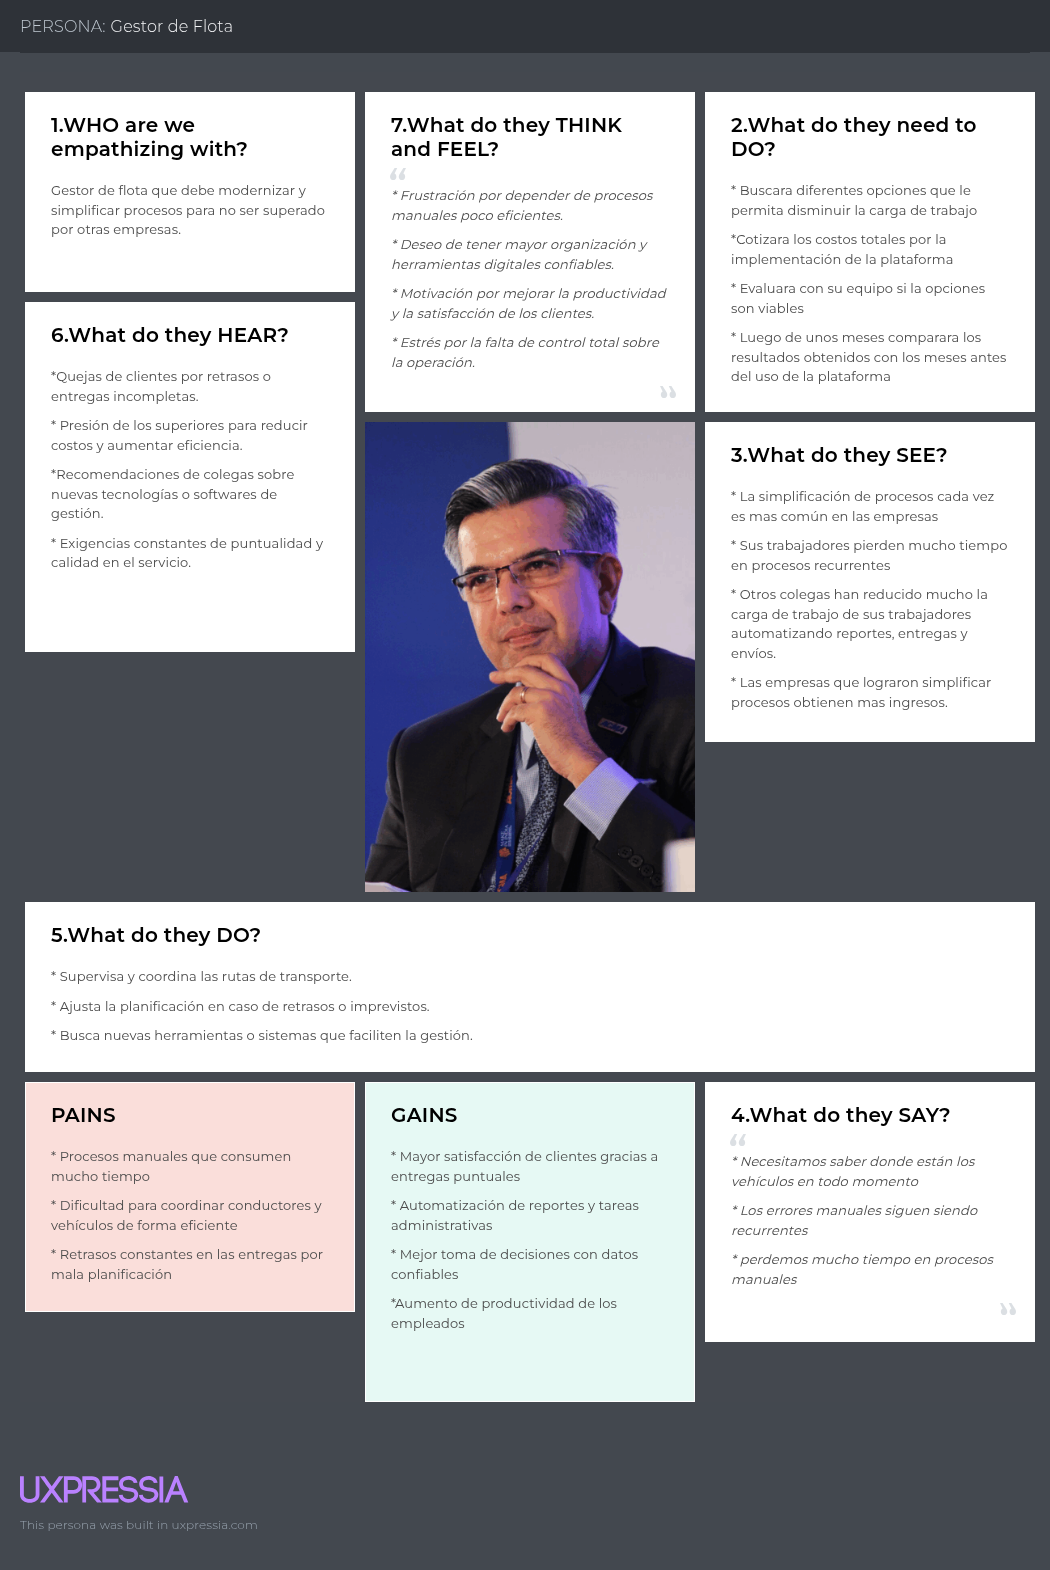 PERSONA: Gestor de Flota
1.WHO are we
empathizing with?
Gestor de flota que debe modernizar y
simplificar procesos para no ser superado
por otras empresas.
7.What do they THINK
and FEEL?
“
* Frustración por depender de procesos
manuales poco eficientes.
* Deseo de tener mayor organización y
herramientas digitales confiables.
* Motivación por mejorar la productividad
y la satisfacción de los clientes.
* Estrés por la falta de control total sobre
la operación.
”
2.What do they need to
DO?
* Buscara diferentes opciones que le
permita disminuir la carga de trabajo
*Cotizara los costos totales por la
implementación de la plataforma
* Evaluara con su equipo si la opciones
son viables
* Luego de unos meses comparara los
resultados obtenidos con los meses antes
del uso de la plataforma
6.What do they HEAR?
*Quejas de clientes por retrasos o
entregas incompletas.
* Presión de los superiores para reducir
costos y aumentar eficiencia.
*Recomendaciones de colegas sobre
nuevas tecnologías o softwares de
gestión.
* Exigencias constantes de puntualidad y
calidad en el servicio.
3.What do they SEE?
* La simplificación de procesos cada vez
es mas común en las empresas
* Sus trabajadores pierden mucho tiempo
en procesos recurrentes
* Otros colegas han reducido mucho la
carga de trabajo de sus trabajadores
automatizando reportes, entregas y
envíos.
* Las empresas que lograron simplificar
procesos obtienen mas ingresos.
5.What do they DO?
* Supervisa y coordina las rutas de transporte.
* Ajusta la planificación en caso de retrasos o imprevistos.
* Busca nuevas herramientas o sistemas que faciliten la gestión.
PAINS
* Procesos manuales que consumen
mucho tiempo
* Dificultad para coordinar conductores y
vehículos de forma eficiente
* Retrasos constantes en las entregas por
mala planificación
GAINS
* Mayor satisfacción de clientes gracias a
entregas puntuales
* Automatización de reportes y tareas
administrativas
* Mejor toma de decisiones con datos
confiables
*Aumento de productividad de los
empleados
4.What do they SAY?
“
* Necesitamos saber donde están los
vehículos en todo momento
* Los errores manuales siguen siendo
recurrentes
* perdemos mucho tiempo en procesos
manuales
”
UXPRESSIA
This persona was built in uxpressia.com